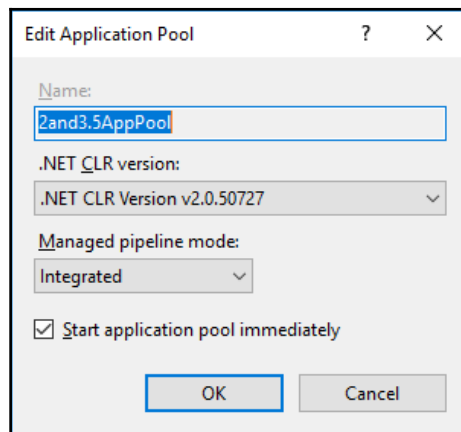 Edit Application Pool ?
Name:
2and3.5AppPool
.NET CLR version:
.NET CLR Version v2.0.50727
Managed pipeline mode:
Integrated
Start application pool immediately
OK Cancel